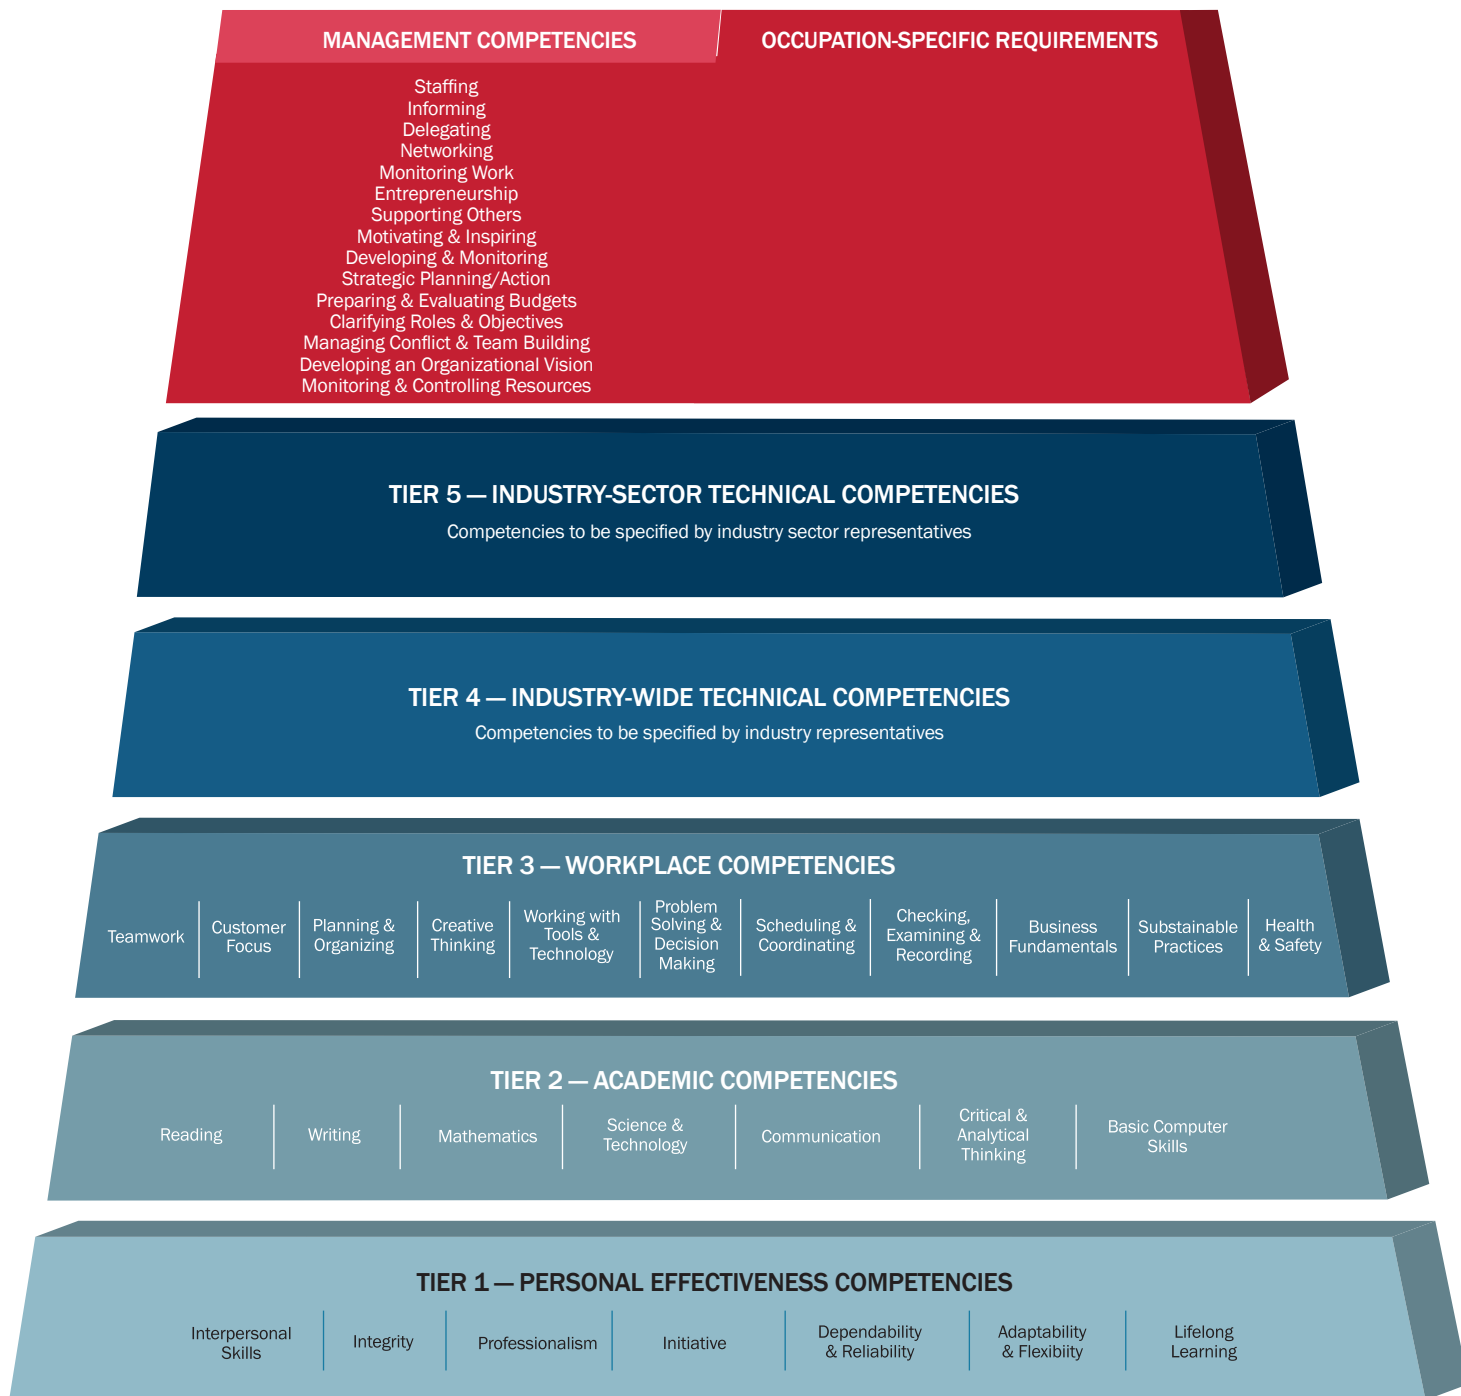 MANAGEMENT COMPETENCIES
OCCUPATION-SPECIFIC REQUIREMENTS
Staffing
Informing
Delegating
Networking
Monitoring Work
Entrepreneurship
Supporting Others
Motivating & Inspiring
Developing & Monitoring
Strategic Planning/Action
Preparing & Evaluating Budgets
Clarifying Roles & Objectives
Managing Conflict & Team Building
Developing an Organizational Vision
Monitoring & Controlling Resources
TIER 5 — INDUSTRY-SECTOR TECHNICAL COMPETENCIES
Competencies to be specified by industry sector representatives
TIER 4 — INDUSTRY-WIDE TECHNICAL COMPETENCIES
Competencies to be specified by industry representatives
TIER 3 — WORKPLACE COMPETENCIES
Teamwork
Customer
Focus
Planning &
Organizing
Creative
Thinking
Working with
Tools &
Technology
Problem
Solving &
Decision
Making
Scheduling &
Coordinating
Checking,
Examining &
Recording
Business
Fundamentals
Substainable
Practices
Health
& Safety
TIER 2 — ACADEMIC COMPETENCIES
Reading
Writing
Mathematics
Science &
Technology
Communication
Critical &
Analytical
Thinking
Basic Computer
Skills
TIER 1 — PERSONAL EFFECTIVENESS COMPETENCIES
Interpersonal
Skills
Integrity
Professionalism
Initiative
Dependability
& Reliability
Adaptability
& Flexibiity
Lifelong
Learning